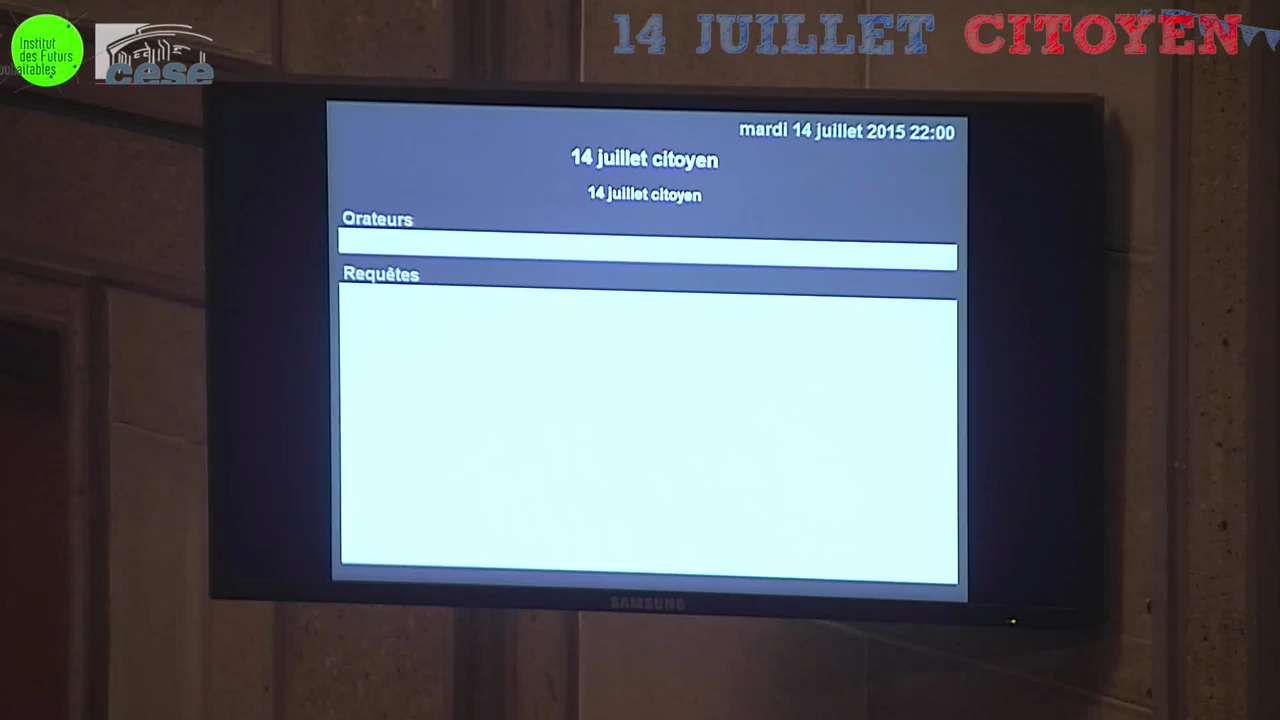 Institut
des Futurs
souhaitables
cese
14 JUILLET CITOYEN
mardi 14 juillet 2015 22:00
14 juillet citoyen
14 juillet citoyen
Orateurs
Requêtes
SAMSUNG